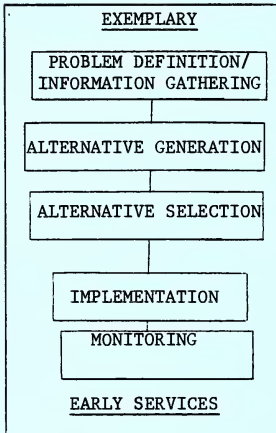 EXEMPLARY
PROBLEM DEFINITION/
INFORMATION GATHERING
ALTERNATIVE GENERATION
ALTERNATIVE SELECTION
IMPLEMENTATION
MONITORING
EARLY SERVICES